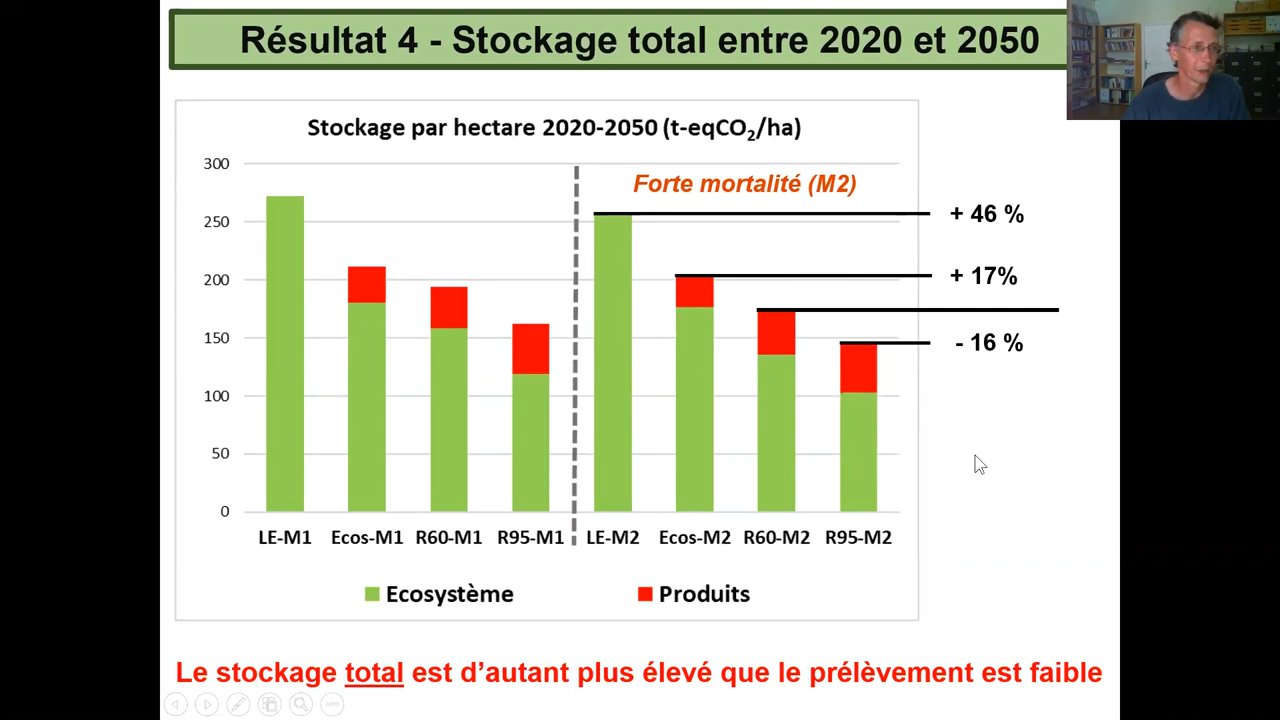 Résultat 4 - Stockage total entre 2020 et 2050
Stockage par hectare 2020-2050 (t-eqCO₂/ha)
300
250
200
150
100
50
0
Forte mortalité (M2)
+ 46 %
+ 17%
- 16 %
LE-M1 Ecos-M1 R60-M1 R95-M1 LE-M2 Ecos-M2 R60-M2 R95-M2
Ecosystème Produits
Le stockage total est d’autant plus élevé que le prélèvement est faible